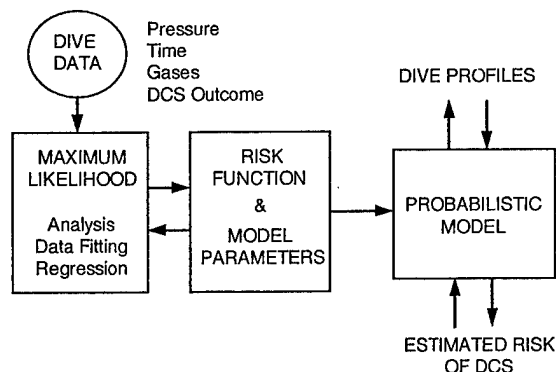 DIVE
DATA
Pressure
Time
Gases
DCS Outcome
MAXIMUM
LIKELIHOOD
Analysis
Data Fitting
Regression
RISK
FUNCTION
&
MODEL
PARAMETERS
DIVE PROFILES
PROBABILISTIC
MODEL
ESTIMATED RISK
OF DCS